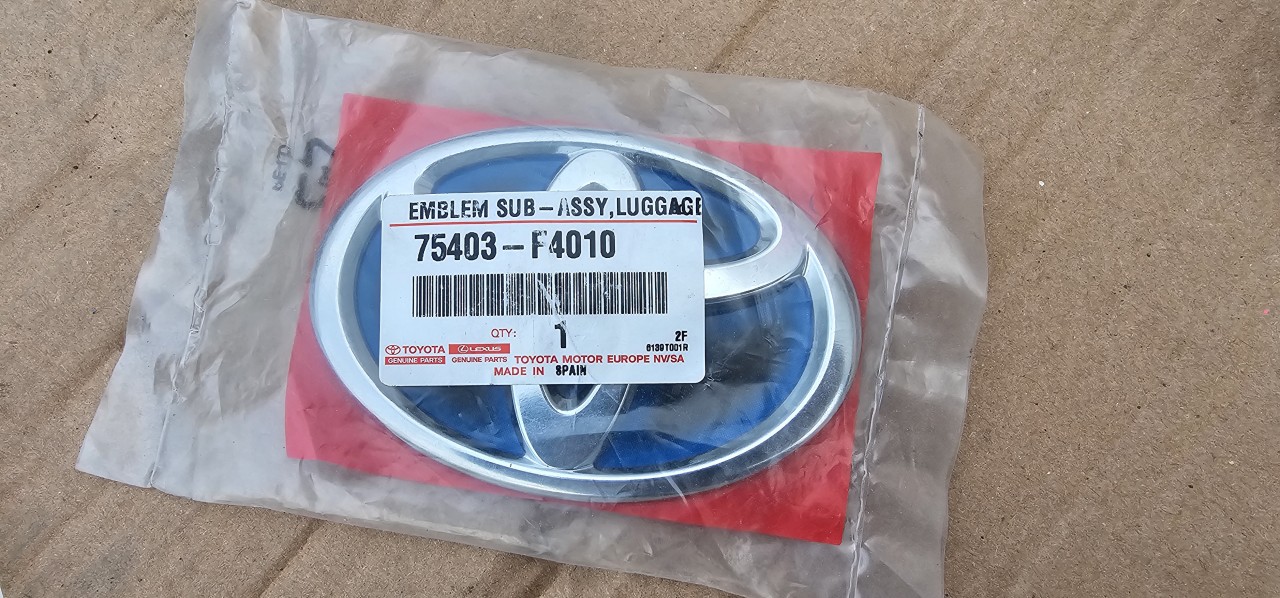 EMBLEM SUB-ASSY,LUGGAGE
75403-F4010
QTY: 1 2F
6139T001R
TOYOTA LEXUS
GENUINE PARTS GENUINE PARTS TOYOTA MOTOR EUROPE NV/SA
MADE IN SPAIN